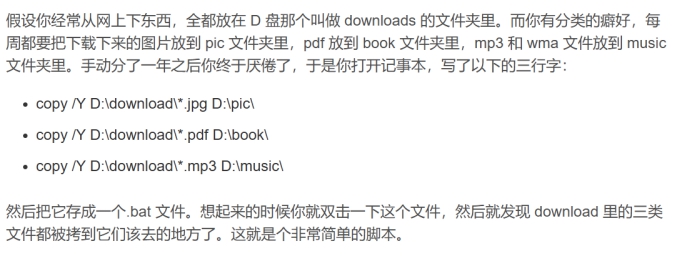 假设你经常从网上下东西，全都放在 D 盘那个叫做 downloads 的文件夹里。而你有分类的癖好，每
周都要把下载下来的图片放到 pic 文件夹里，pdf 放到 book 文件夹里，mp3 和 wma 文件放到 music
文件夹里。手动分了一年之后你终于厌倦了，于是你打开记事本，写了以下的三行字：
• copy /Y D:\download\*.jpg D:\pic\
• copy /Y D:\download\*.pdf D:\book\
• copy /Y D:\download\*.mp3 D:\music\
然后把它存成一个.bat 文件。想起来的时候你就双击一下这个文件，然后就发现 download 里的三类
文件都被拷到它们该去的地方了。这就是个非常简单的脚本。